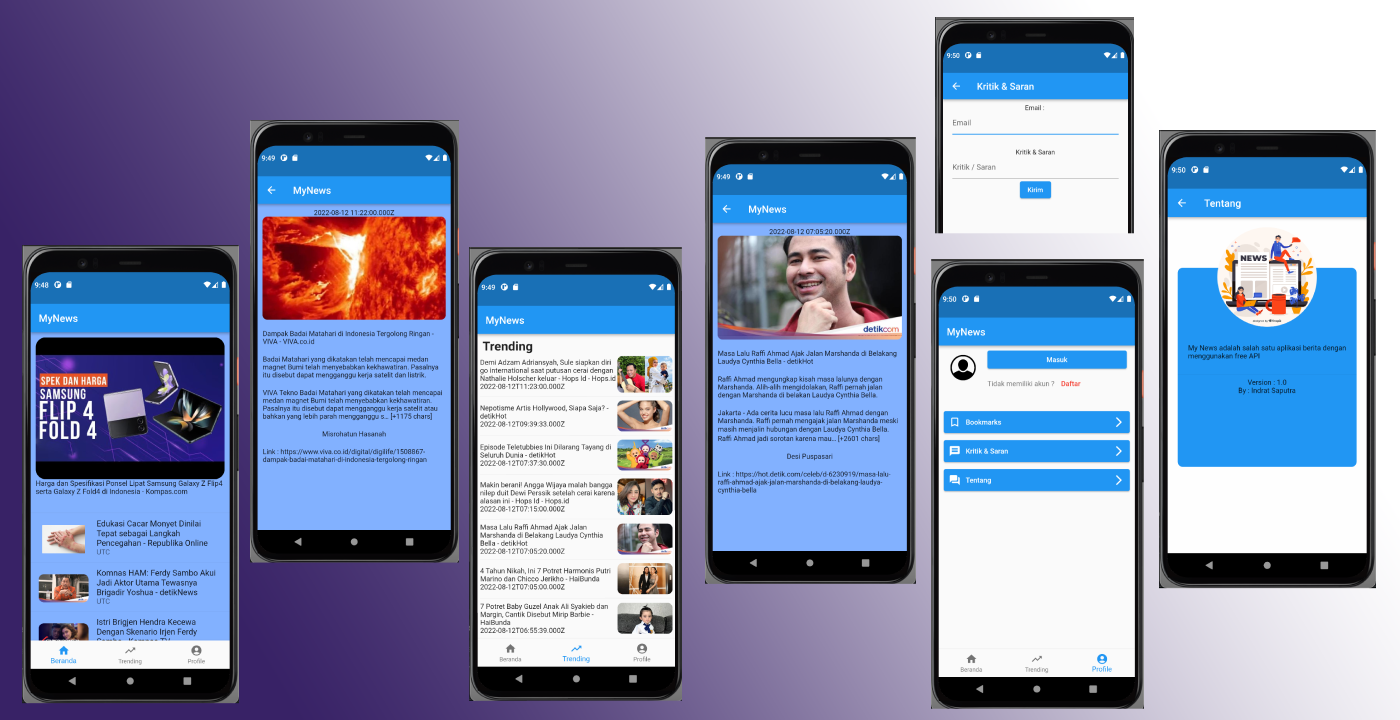 9:48
MyNews
SPEK DAN HARGA
SAMSUNG
FLIP 4
FOLD 4
Harga dan Spesifikasi Ponsel Lipat Samsung Galaxy Z Flip4
serta Galaxy Z Fold4 di Indonesia - Kompas.com
Edukasi Cacar Monyet Dinilai
Tepat sebagai Langkah
Pencegahan - Republika Online
UTC
Komnas HAM: Ferdy Sambo Akui
Jadi Aktor Utama Tewasnya
Brigadir Yoshua - detikNews
UTC
Istri Brigjen Hendra Kecewa
Dengan Skenario Irjen Ferdy
Sambo - Kompas TV
Beranda
Trending
Profile
9:49
MyNews
2022-08-12 11:22:00.000Z
Dampak Badai Matahari di Indonesia Tergolong Ringan -
VIVA - VIVA.co.id
Badai Matahari yang dikatakan telah mencapai medan
magnet Bumi telah menyebabkan kekhawatiran. Pasalnya
itu disebut dapat mengganggu kerja satelit dan listrik.
VIVA Tekno Badai Matahari yang dikatakan telah mencapai
medan magnet Bumi telah menyebabkan kekhawatiran.
Pasalnya itu disebut dapat mengganggu kerja satelit atau
bahkan yang lebih parah mengganggu s... [+1175 chars]
Misrohatun Hasanah
Link : https://www.viva.co.id/digital/digilife/1508867-
dampak-badai-matahari-di-indonesia-tergolong-ringan
9:49
MyNews
Trending
Demi Adzam Adriansyah, Sule siapkan diri
go international saat putusan cerai dengan
Nathalie Holscher keluar - Hops Id - Hops.id
2022-08-12T11:23:00.000Z
Nepotisme Artis Hollywood, Siapa Saja? -
detikHot
2022-08-12T09:39:33.000Z
Episode Teletubbies Ini Dilarang Tayang di
Seluruh Dunia - detikHot
2022-08-12T07:37:30.000Z
Makin berani! Angga Wijaya malah bangga
nilep duit Dewi Perssik setelah cerai karena
alasan ini - Hops Id - Hops.id
2022-08-12T07:15:00.000Z
Masa Lalu Raffi Ahmad Ajak Jalan
Marshanda di Belakang Laudya Cynthia
Bella - detikHot
2022-08-12T07:05:20.000Z
4 Tahun Nikah, Ini 7 Potret Harmonis Putri
Marino dan Chicco Jerikho - HaiBunda
2022-08-12T07:05:00.000Z
7 Potret Baby Guzel Anak Ali Syakieb dan
Margin, Cantik Disebut Mirip Barbie -
HaiBunda
2022-08-12T06:55:39.000Z
Beranda
Trending
Profile
9:49
MyNews
2022-08-12 07:05:20.000Z
detikcom
Masa Lalu Raffi Ahmad Ajak Jalan Marshanda di Belakang
Laudya Cynthia Bella - detikHot
Raffi Ahmad mengungkap kisah masa lalunya dengan
Marshanda. Alih-alih mengidolakan, Raffi pernah jalan
dengan Marshanda di belakan Laudya Cynthia Bella.
Jakarta - Ada cerita lucu masa lalu Raffi Ahmad dengan
Marshanda. Raffi pernah mengajak jalan Marshanda meski
masih menjalin hubungan dengan Laudya Cynthia Bella.
Raffi Ahmad jadi sorotan karena mau... [+2601 chars]
Desi Puspasari
Link : https://hot.detik.com/celeb/d-6230919/masa-lalu-
raffi-ahmad-ajak-jalan-marshanda-di-belakang-laudya-
cynthia-bella
9:50
Kritik & Saran
Email :
Email
Kritik & Saran
Kritik / Saran
Kirim
9:50
MyNews
Masuk
Tidak memiliki akun ? Daftar
Bookmarks
Kritik & Saran
Tentang
Beranda
Trending
Profile
9:50
Tentang
NEWS
My News adalah salah satu aplikasi berita dengan
menggunakan free API
Version : 1.0
By : Indrat Saputra